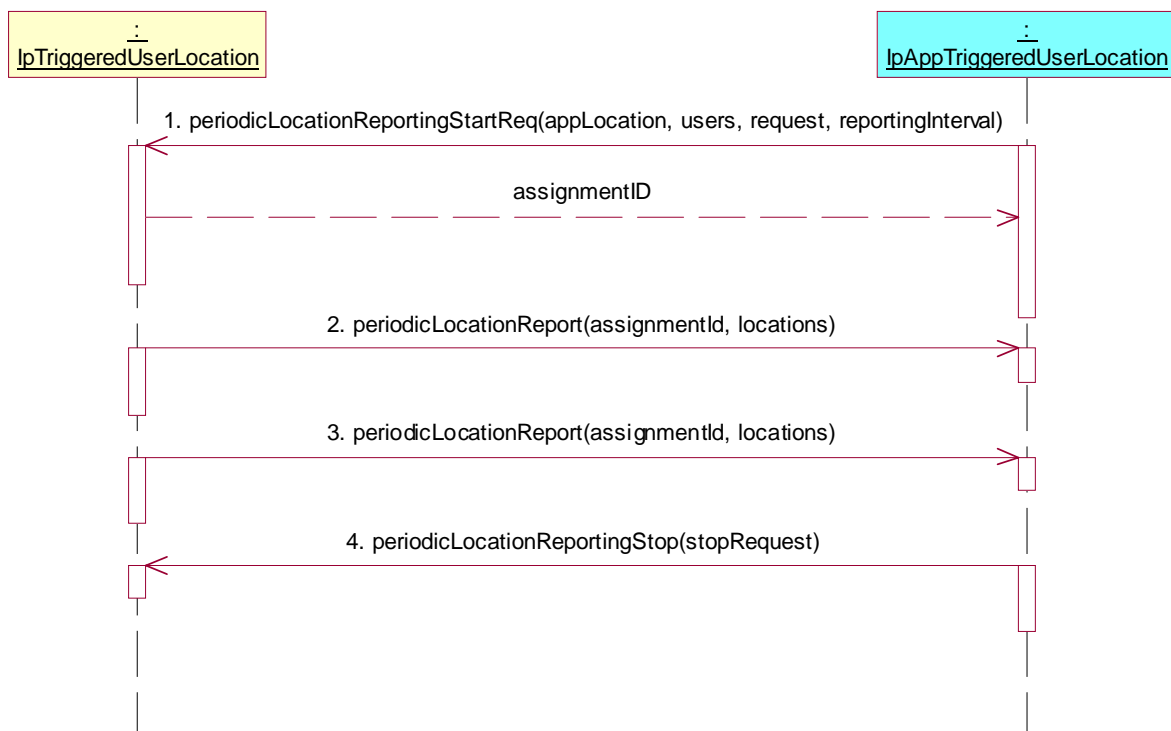 :
IpTriggeredUserLocation
:
IpAppTriggeredUserLocation
1. periodicLocationReportingStartReq(appLocation, users, request, reportingInterval)
assignmentID
2. periodicLocationReport(assignmentId, locations)
3. periodicLocationReport(assignmentId, locations)
4. periodicLocationReportingStop(stopRequest)